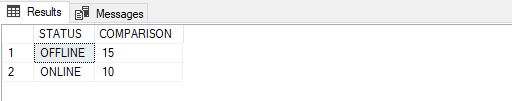 Results Messages
STATUS COMPARISON
1 OFFLINE 15
2 ONLINE 10